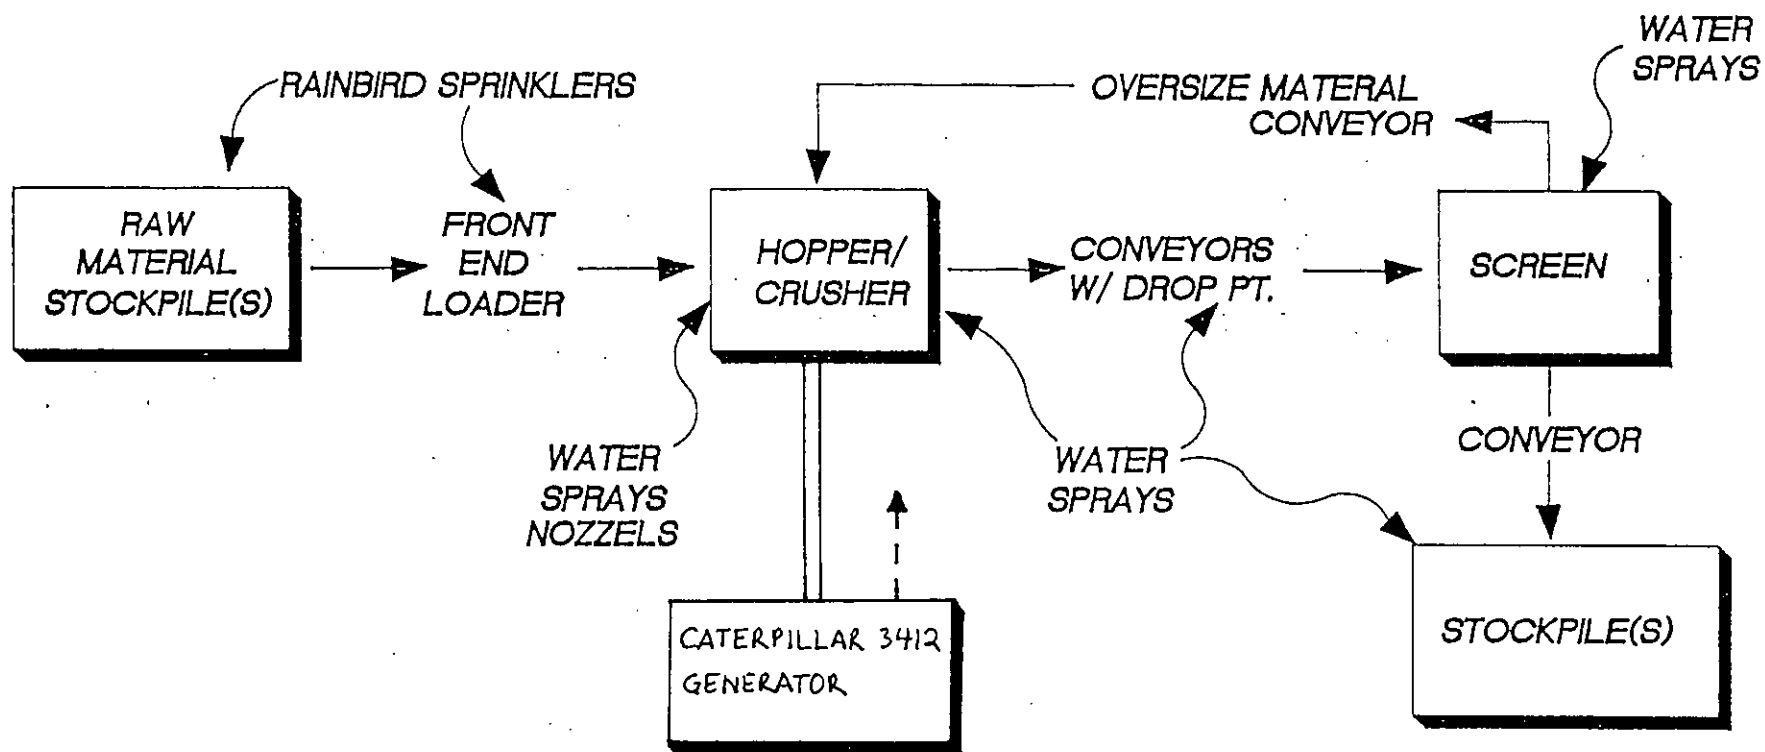 WATER
SPRAYS
RAINBIRD SPRINKLERS
OVERSIZE MATERAL
CONVEYOR
RAW
MATERIAL
STOCKPILE(S)
FRONT
END
LOADER
HOPPER/
CRUSHER
CONVEYORS
W/ DROP PT.
SCREEN
WATER
SPRAYS
NOZZELS
WATER
SPRAYS
CONVEYOR
CATERPILLAR 3412
GENERATOR
STOCKPILE(S)